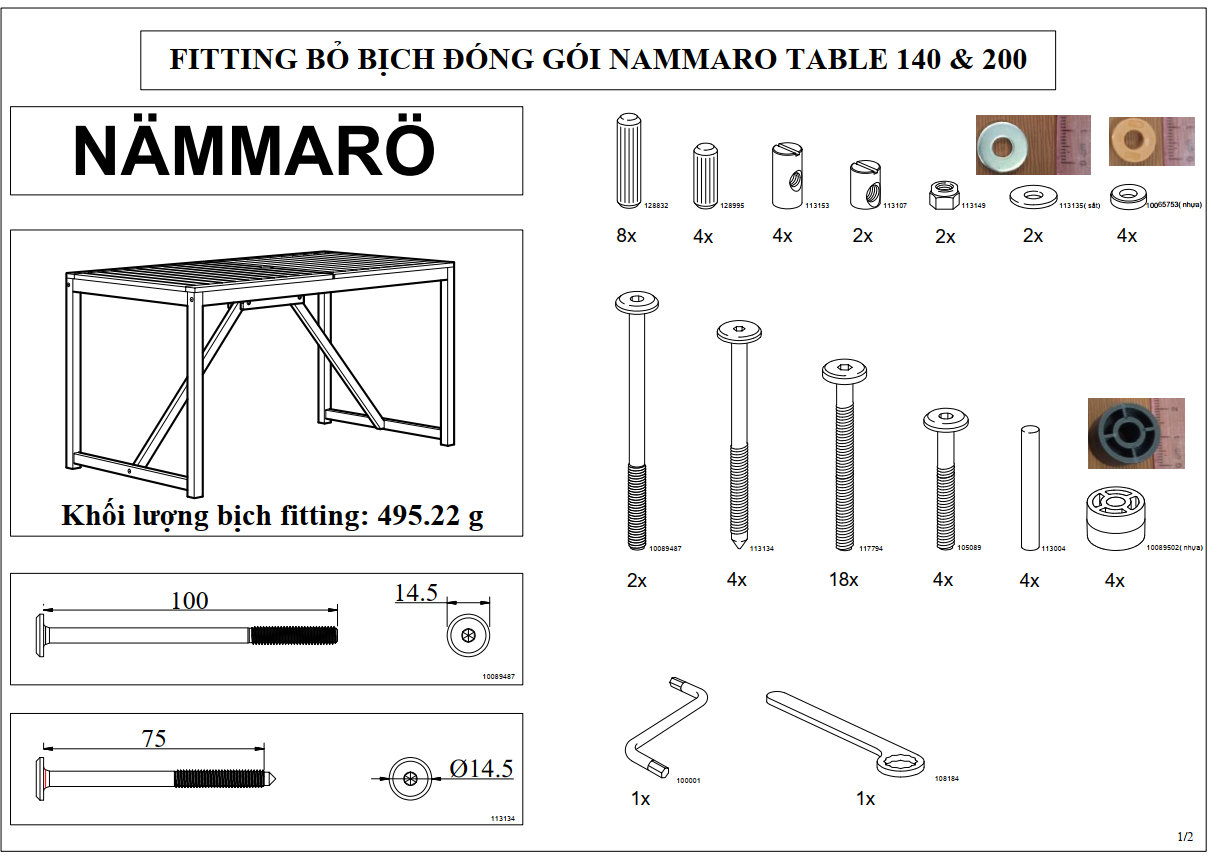 FITTING BỎ BỊCH ĐÓNG GÓI NAMMARO TABLE 140 & 200
NÄMMARÖ
Khối lượng bịch fitting: 495.22 g
100
14.5
10089487
75
Ø14.5
113134
128832
128995
113153
113107
113149
113135( sắt)
10065753( nhựa)
8x
4x
4x
2x
2x
2x
4x
10089487
113134
117794
105089
113004
10089502( nhựa)
2x
4x
18x
4x
4x
4x
100001
108184
1x
1x
1/2